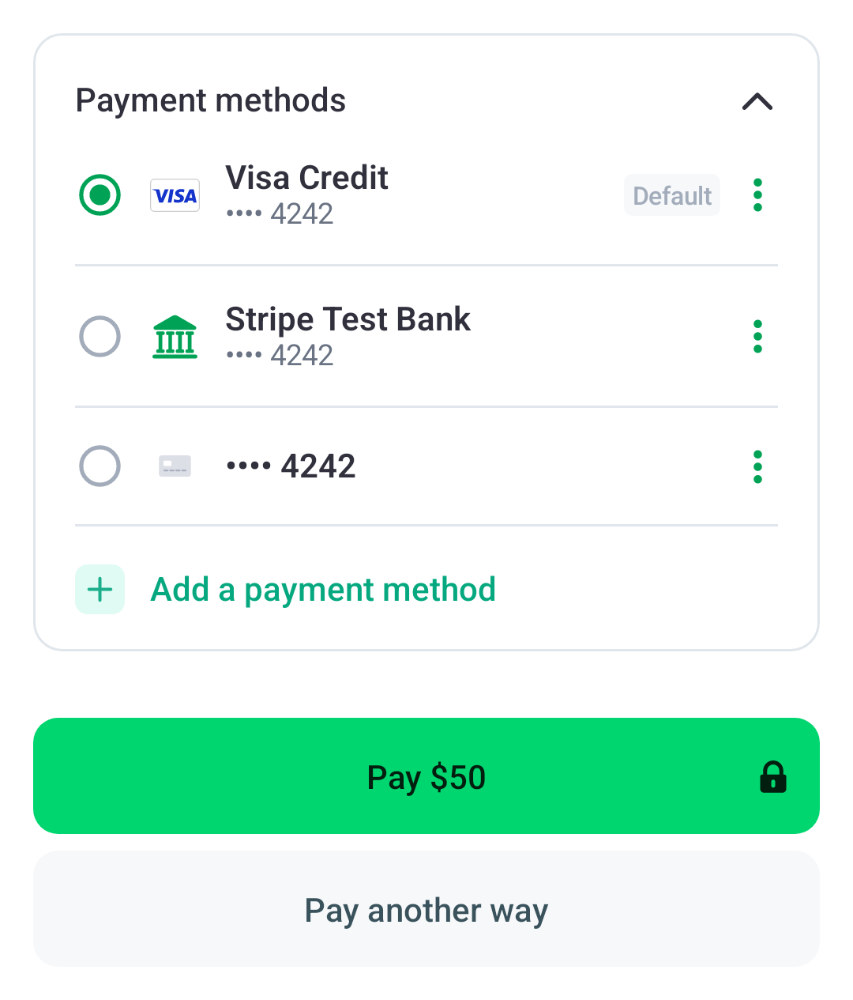 Payment methods
VISA Visa Credit
•••• 4242
Default
Stripe Test Bank
•••• 4242
•••• 4242
Add a payment method
Pay $50
Pay another way